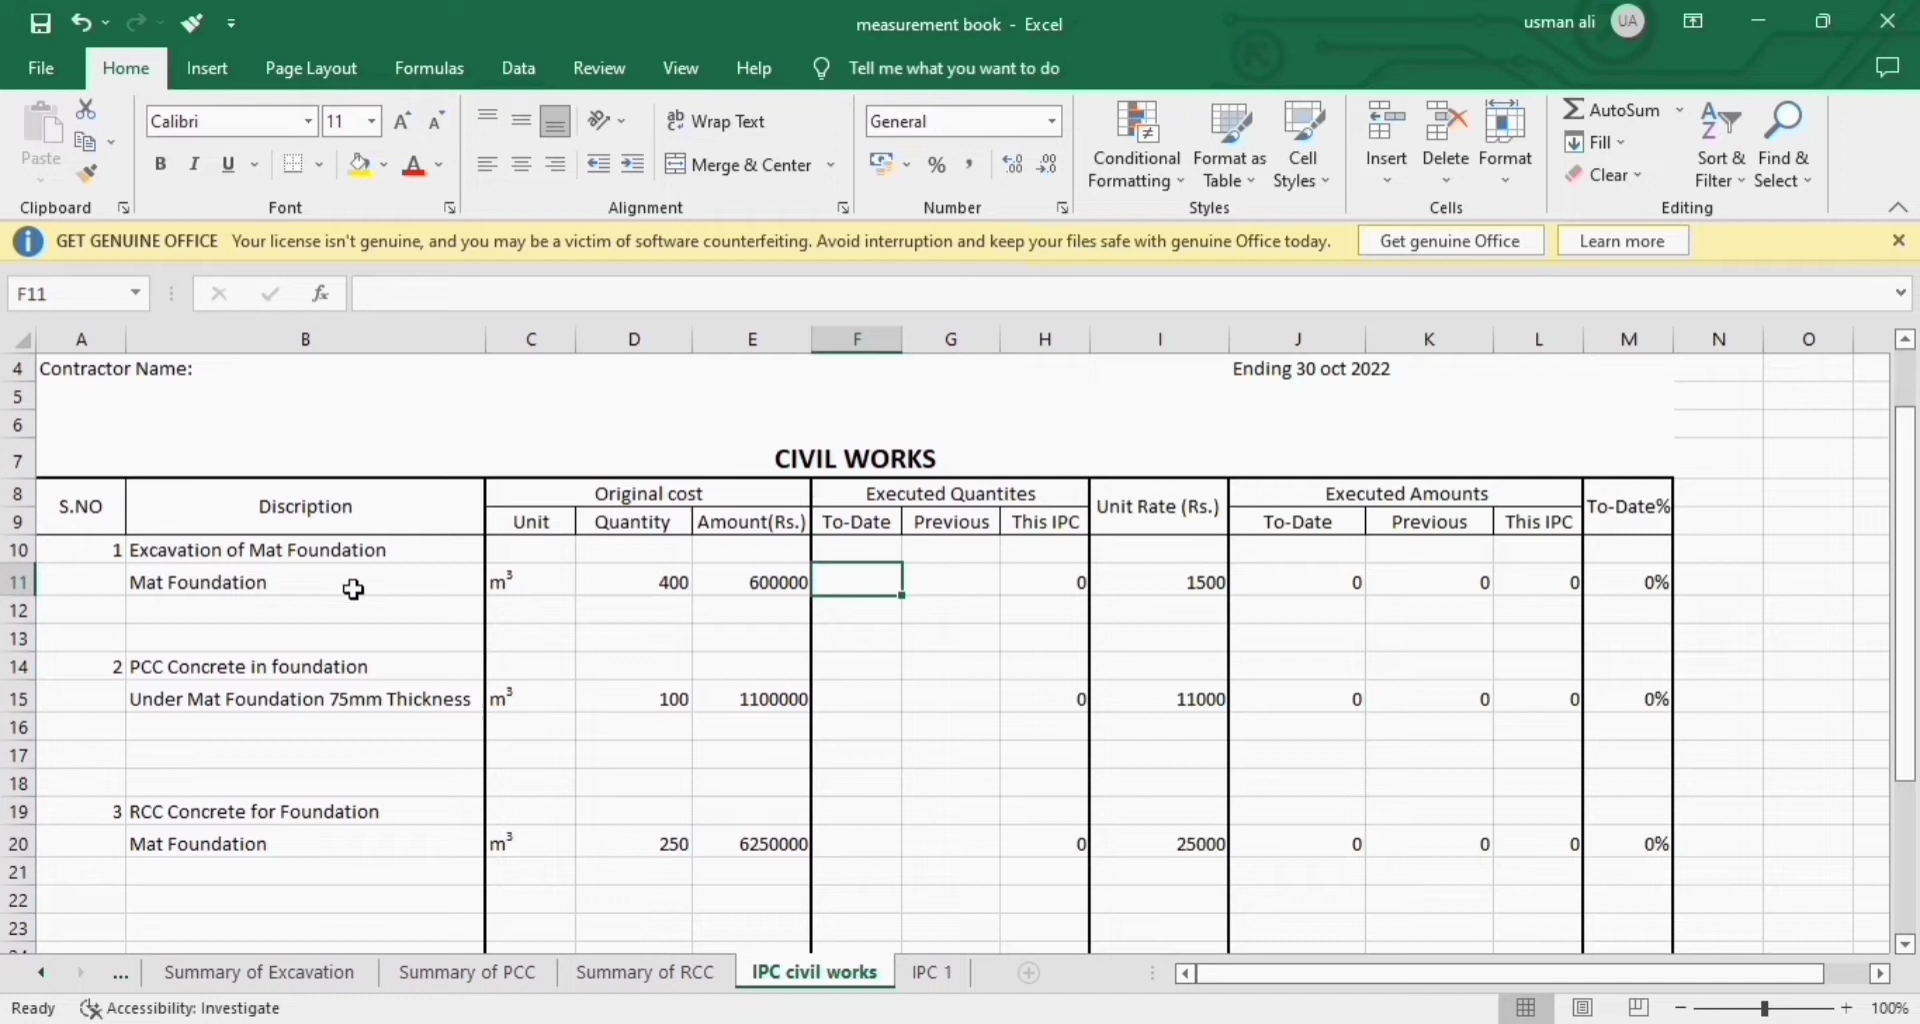 measurement book - Excel
usman ali
UA
File Home Insert Page Layout Formulas Data Review View Help Tell me what you want to do
Paste
Calibri 11
B I U
ab Wrap Text
Merge & Center
General
% ,
Conditional Formatting
Format as Table
Cell Styles
Insert Delete Format
AutoSum
Fill
Clear
Sort & Filter
Find & Select
Clipboard Font Alignment Number Styles Cells Editing
GET GENUINE OFFICE Your license isn't genuine, and you may be a victim of software counterfeiting. Avoid interruption and keep your files safe with genuine Office today. Get genuine Office Learn more
F11 fx
A B C D E F G H I J K L M N O
4 Contractor Name: Ending 30 oct 2022
5
6
7 CIVIL WORKS
8 S.NO Discription Original cost Executed Quantites Unit Rate (Rs.) Executed Amounts To-Date%
9 Unit Quantity Amount(Rs.) To-Date Previous This IPC To-Date Previous This IPC
10 1 Excavation of Mat Foundation
11 Mat Foundation m³ 400 600000 0 1500 0 0 0 0%
12
13
14 2 PCC Concrete in foundation
15 Under Mat Foundation 75mm Thickness m³ 100 1100000 0 11000 0 0 0 0%
16
17
18
19 3 RCC Concrete for Foundation
20 Mat Foundation m³ 250 6250000 0 25000 0 0 0 0%
21
22
23
... Summary of Excavation Summary of PCC Summary of RCC IPC civil works IPC 1
Ready Accessibility: Investigate 100%